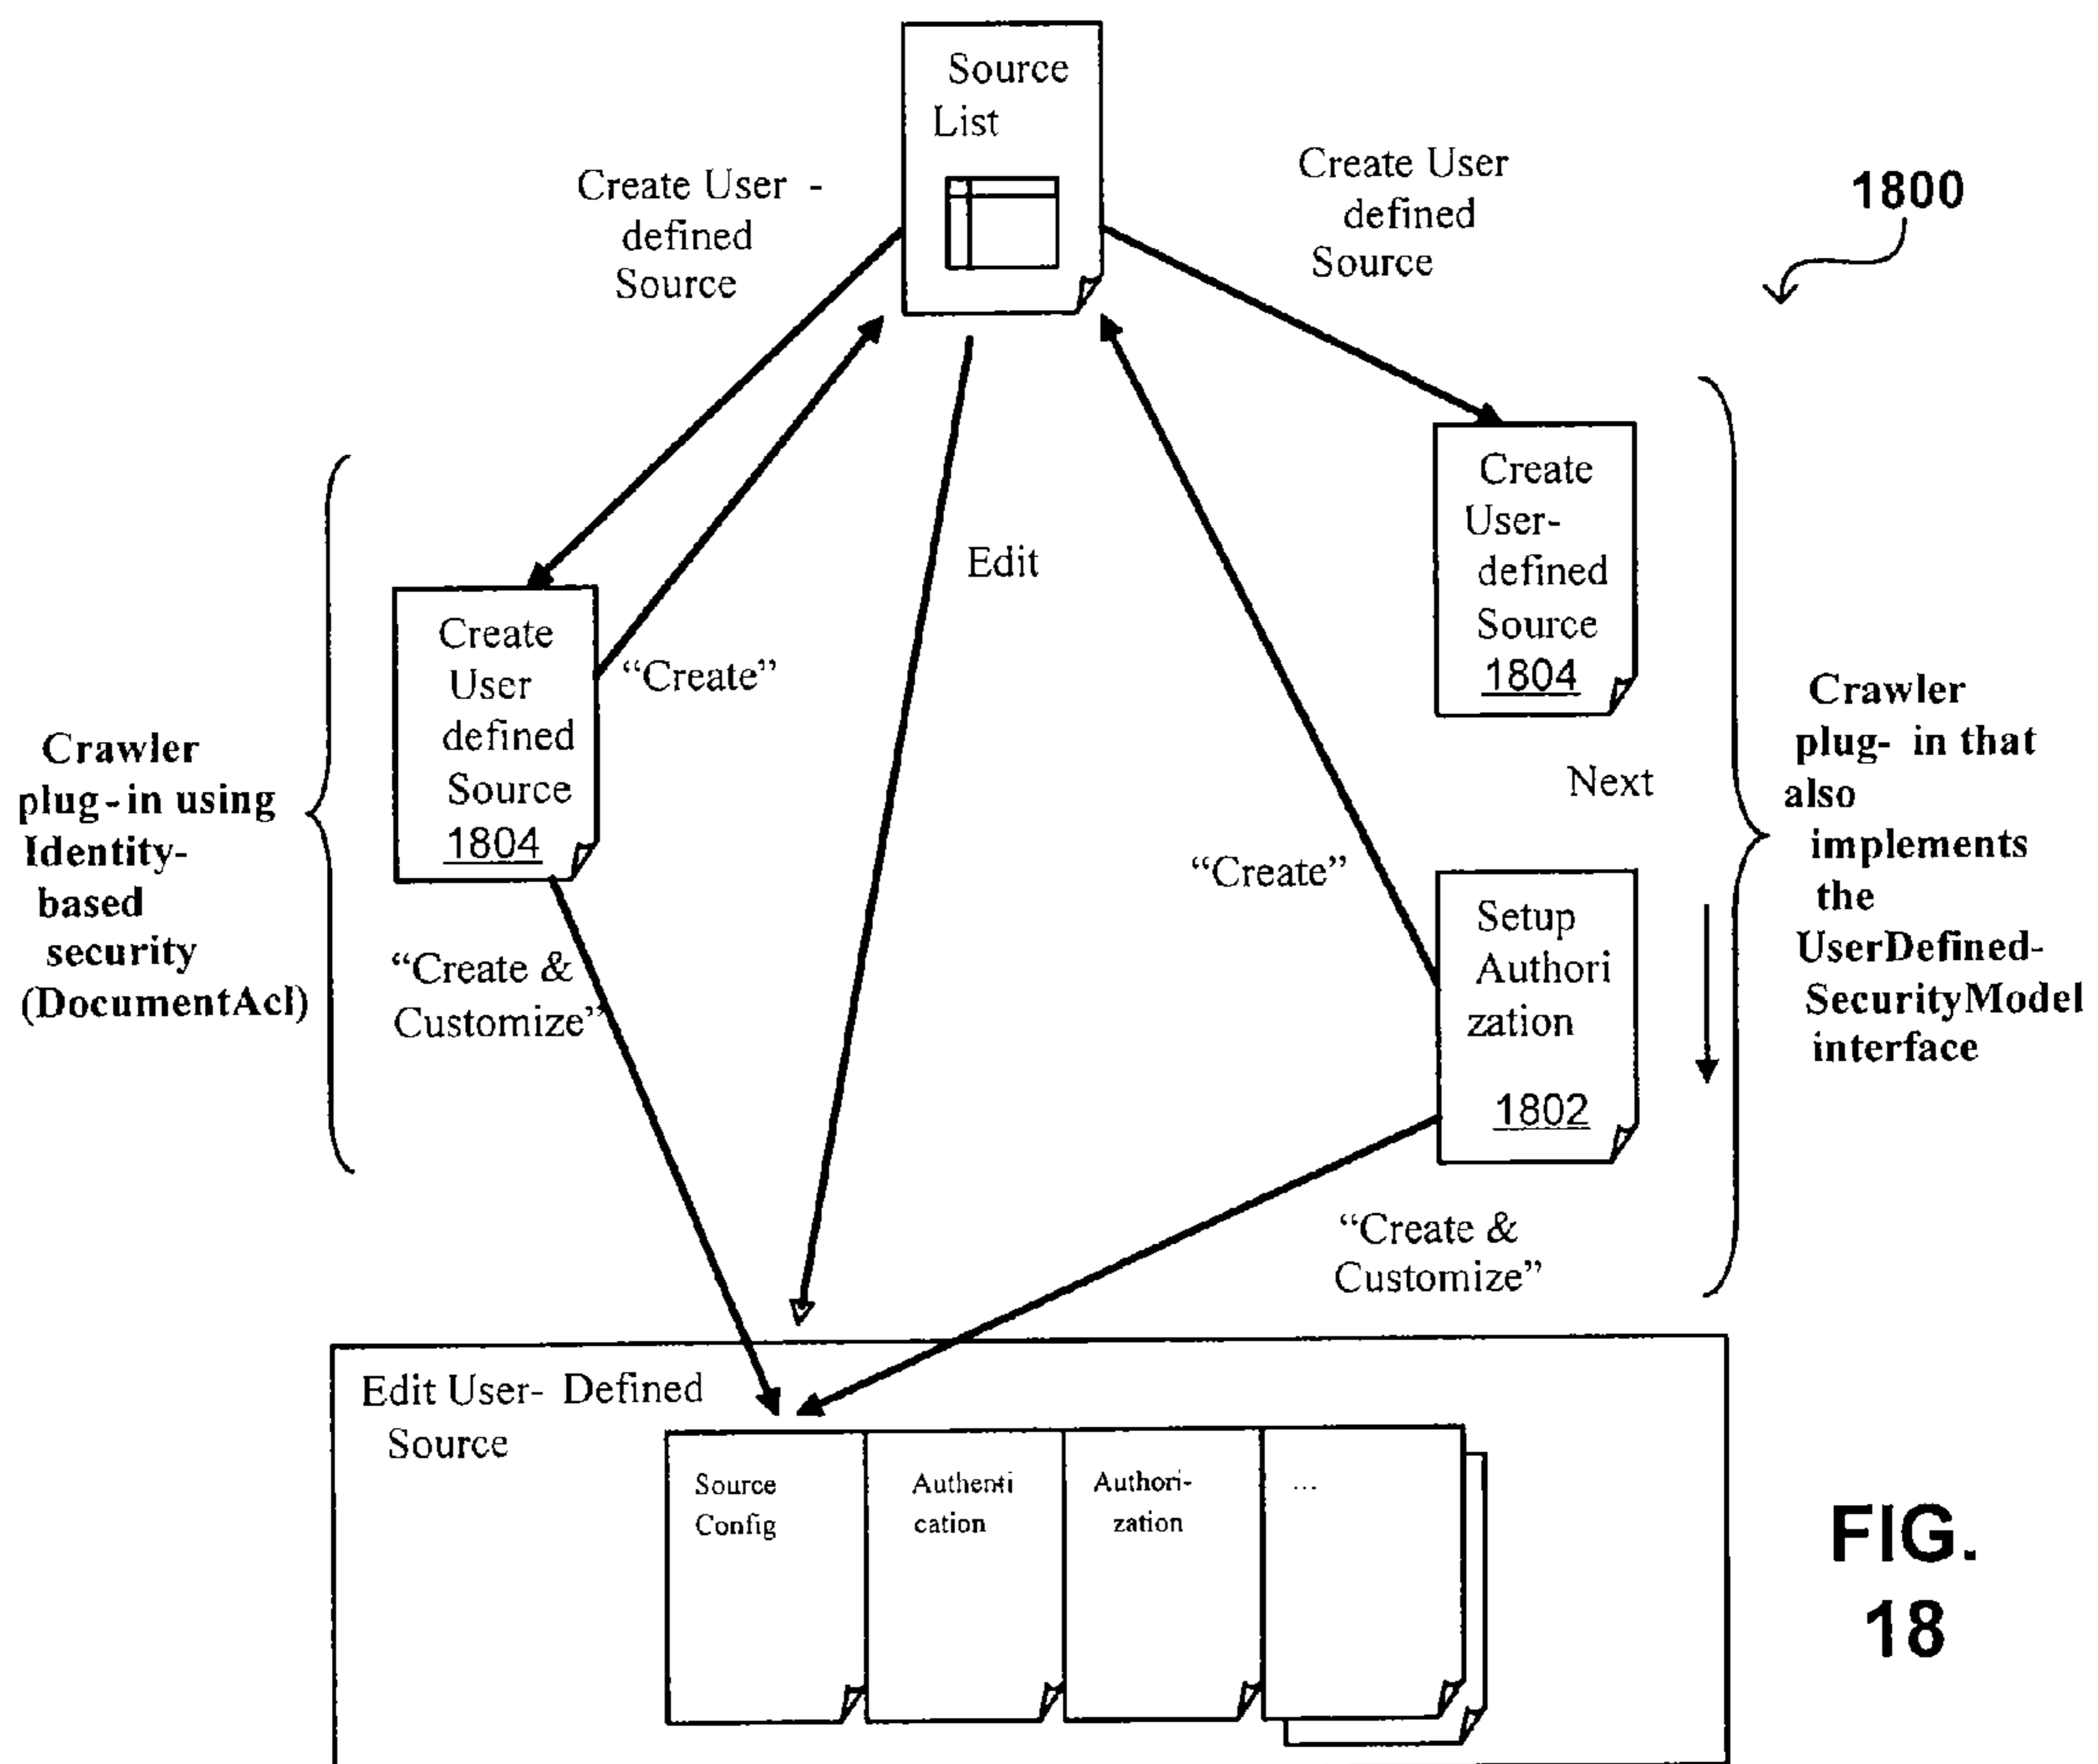 Source
List
Create User -
defined
Source
Create User
defined
Source
1800
Create
User-
defined
Source
1804
Edit
Create
User
defined
Source
1804
"Create"
Crawler
plug-in using
Identity-
based
security
(DocumentAcl)
Next
Crawler
plug- in that
also
implements
the
UserDefined-
SecurityModel
interface
"Create"
Setup
Authori
zation
1802
"Create &
Customize"
"Create &
Customize"
Edit User- Defined
Source
Source
Config
Authenti
cation
Authori-
zation
...
FIG.
18